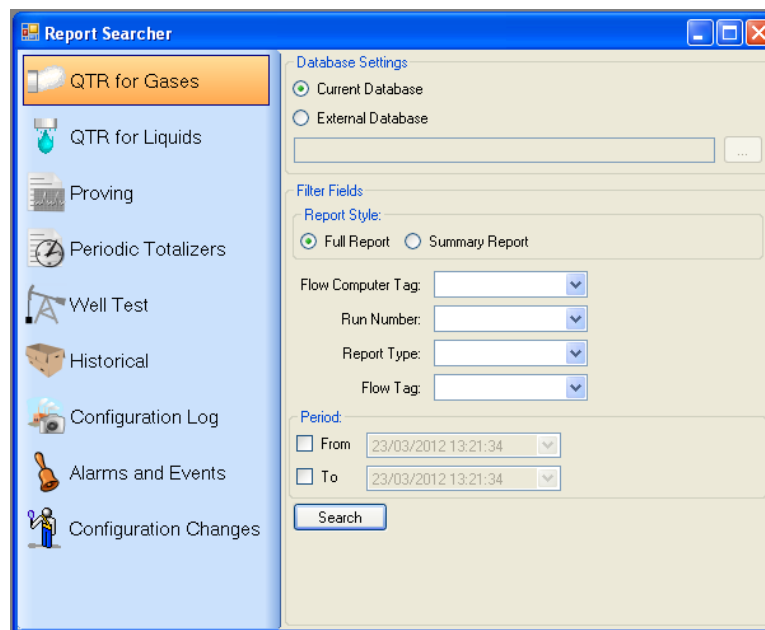 Report Searcher
QTR for Gases
QTR for Liquids
Proving
Periodic Totalizers
Well Test
Historical
Configuration Log
Alarms and Events
Configuration Changes
Database Settings
Current Database
External Database
...
Filter Fields
Report Style:
Full Report Summary Report
Flow Computer Tag:
Run Number:
Report Type:
Flow Tag:
Period:
From 23/03/2012 13:21:34
To 23/03/2012 13:21:34
Search